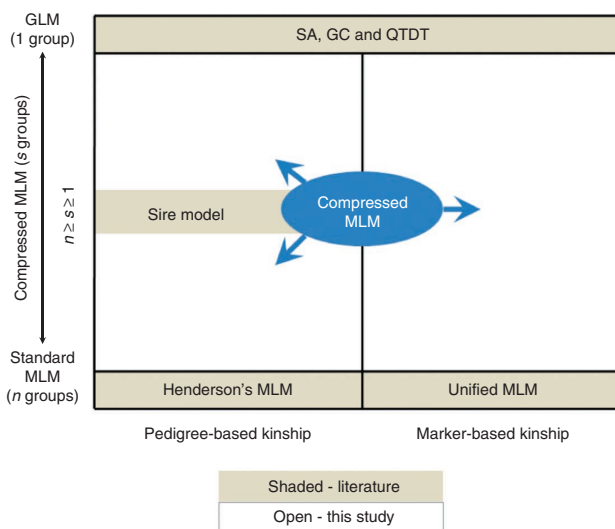 GLM
(1 group)
SA, GC and QTDT
Compressed MLM (s groups)
n ≥ s ≥ 1
Sire model
Compressed
MLM
Standard
MLM
(n groups)
Henderson's MLM
Unified MLM
Pedigree-based kinship
Marker-based kinship
Shaded - literature
Open - this study